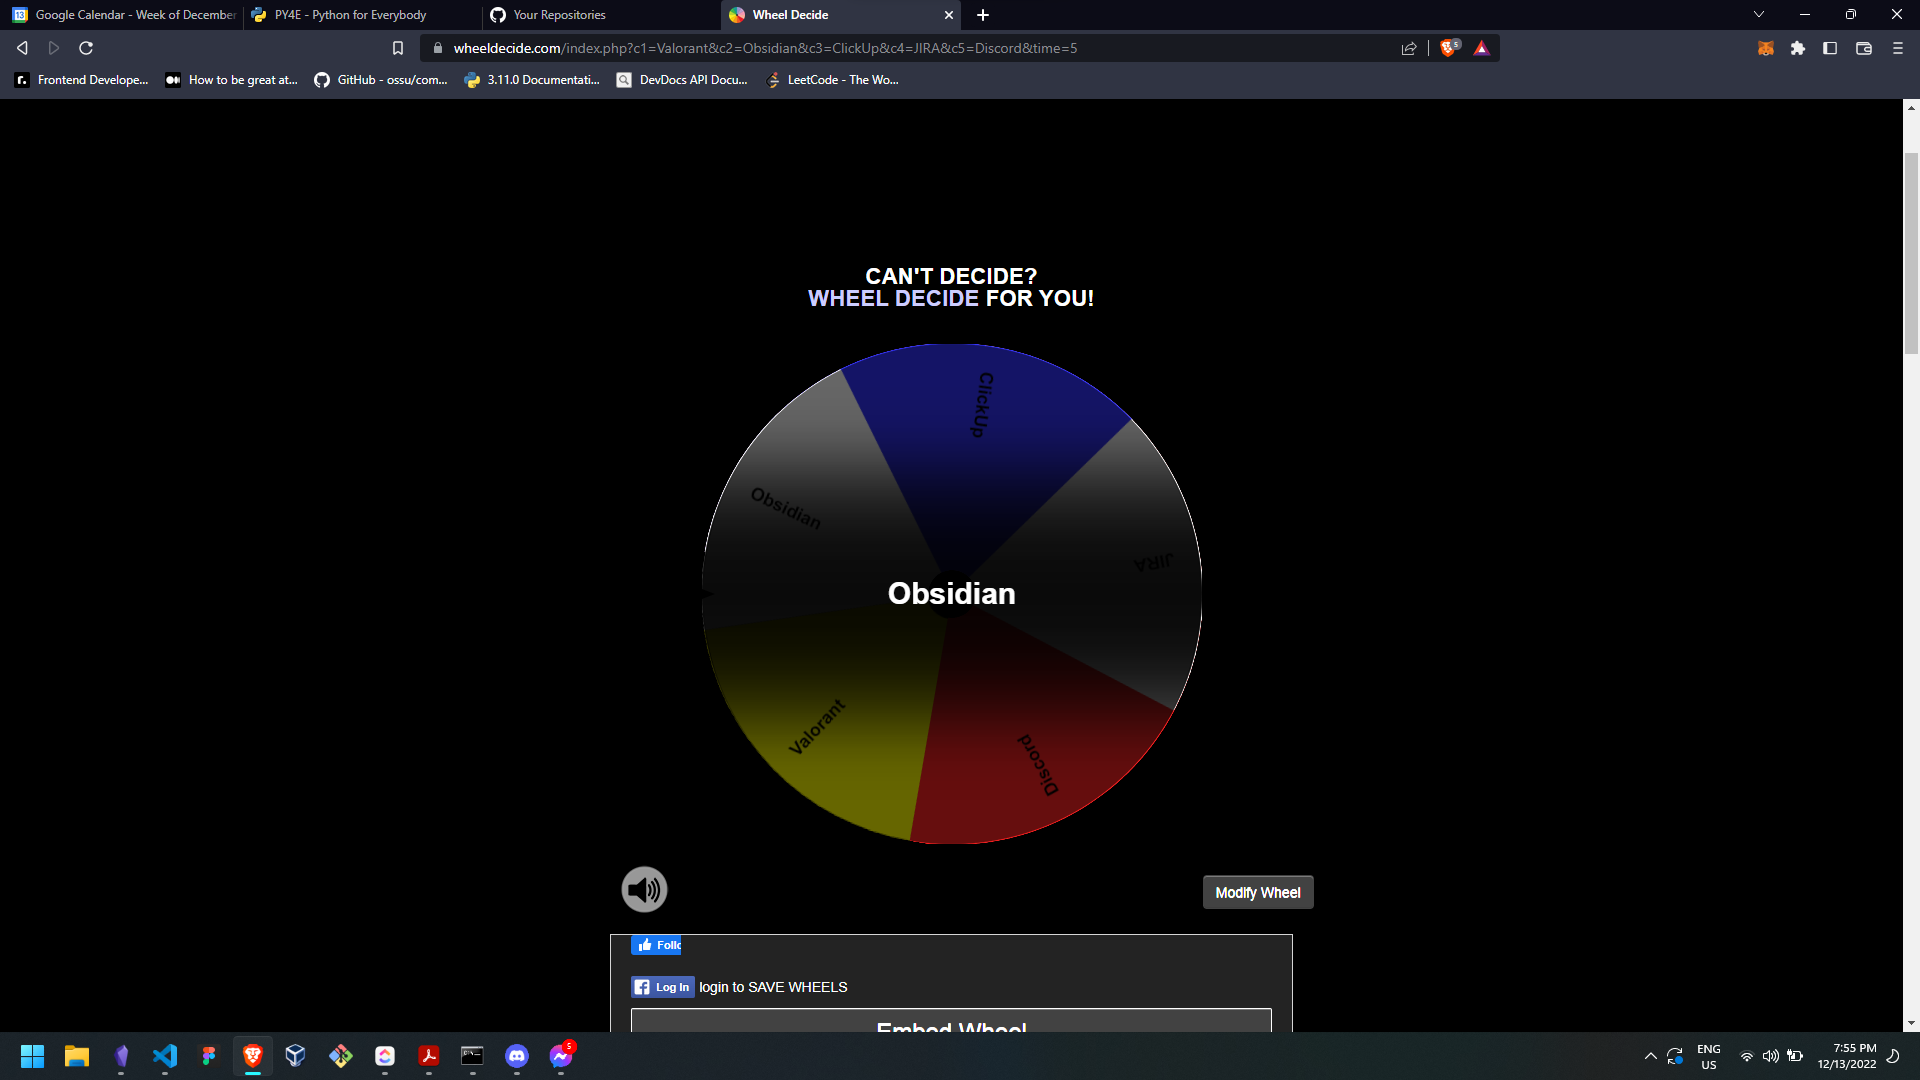 Google Calendar - Week of December
PY4E - Python for Everybody
Your Repositories
Wheel Decide
wheeldecide.com/index.php?c1=Valorant&c2=Obsidian&c3=ClickUp&c4=JIRA&c5=Discord&time=5
5
Frontend Develope...
How to be great at...
GitHub - ossu/com...
3.11.0 Documentati...
DevDocs API Docu...
LeetCode - The Wo...
CAN'T DECIDE?
WHEEL DECIDE FOR YOU!
ClickUp
Obsidian
JIRA
Obsidian
Valorant
Discord
Modify Wheel
Follo
Log In login to SAVE WHEELS
Embed Wheel
5
ENG
US
7:55 PM
12/13/2022